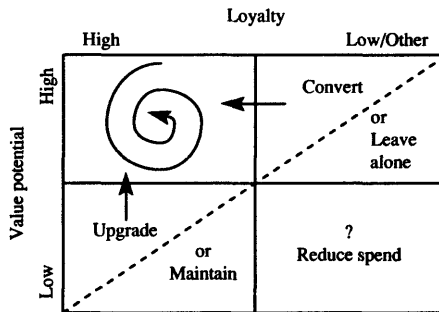 Loyalty
High
Low/Other
Value potential
High
Convert
or
Leave
alone
Low
Upgrade
or
Maintain
?
Reduce spend